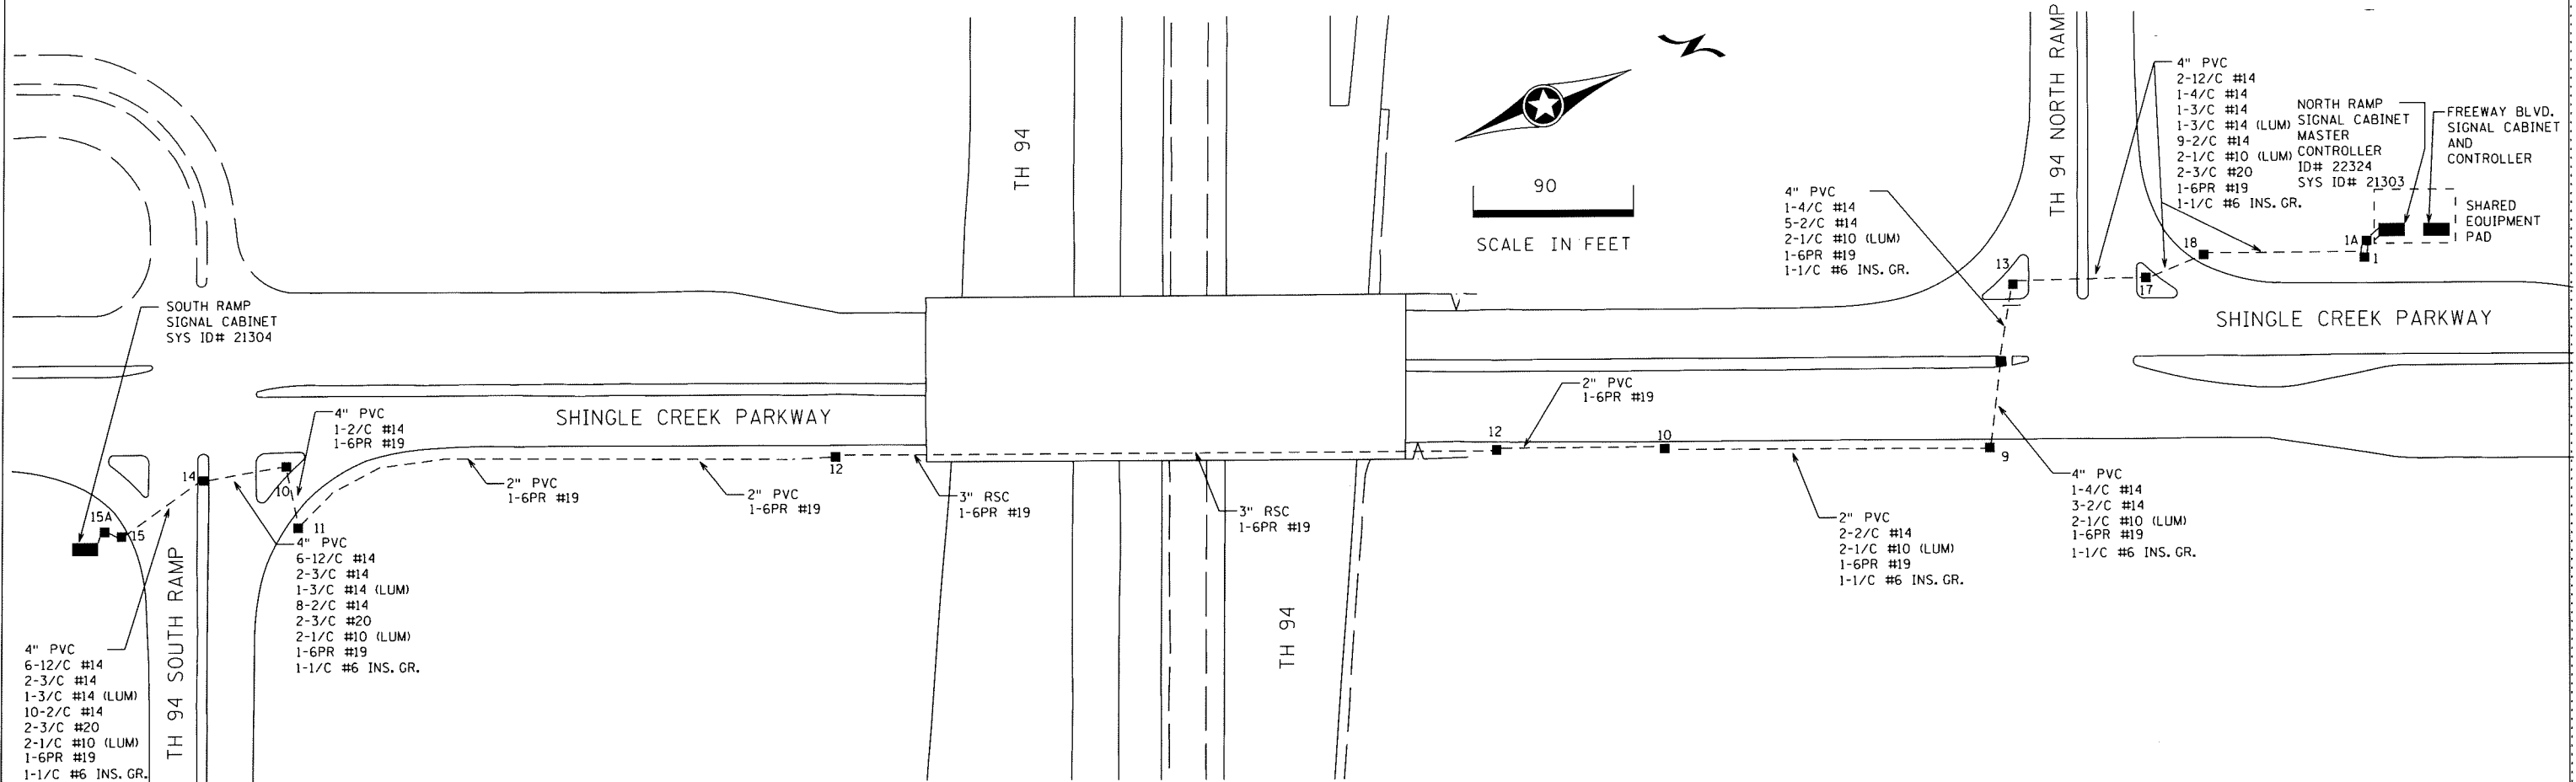 4" PVC
2-12/C #14
1-4/C #14
1-3/C #14
1-3/C #14 (LUM)
9-2/C #14
2-1/C #10 (LUM)
2-3/C #20
1-6PR #19
1-1/C #6 INS. GR.
NORTH RAMP
SIGNAL CABINET
MASTER
CONTROLLER
ID# 22324
SYS ID# 21303
FREEWAY BLVD.
SIGNAL CABINET
AND
CONTROLLER
SHARED
EQUIPMENT
PAD
TH 94 NORTH RAMP
TH 94
90
SCALE IN FEET
4" PVC
1-4/C #14
5-2/C #14
2-1/C #10 (LUM)
1-6PR #19
1-1/C #6 INS. GR.
13
17
18
1A
1
SHINGLE CREEK PARKWAY
SOUTH RAMP
SIGNAL CABINET
SYS ID# 21304
4" PVC
1-2/C #14
1-6PR #19
SHINGLE CREEK PARKWAY
2" PVC
1-6PR #19
12
10
9
12
14
10
11
15A
15
2" PVC
1-6PR #19
2" PVC
1-6PR #19
3" RSC
1-6PR #19
3" RSC
1-6PR #19
2" PVC
2-2/C #14
2-1/C #10 (LUM)
1-6PR #19
1-1/C #6 INS. GR.
4" PVC
1-4/C #14
3-2/C #14
2-1/C #10 (LUM)
1-6PR #19
1-1/C #6 INS. GR.
4" PVC
6-12/C #14
2-3/C #14
1-3/C #14 (LUM)
8-2/C #14
2-3/C #20
2-1/C #10 (LUM)
1-6PR #19
1-1/C #6 INS. GR.
4" PVC
6-12/C #14
2-3/C #14
1-3/C #14 (LUM)
10-2/C #14
2-3/C #20
2-1/C #10 (LUM)
1-6PR #19
1-1/C #6 INS. GR.
TH 94 SOUTH RAMP
TH 94